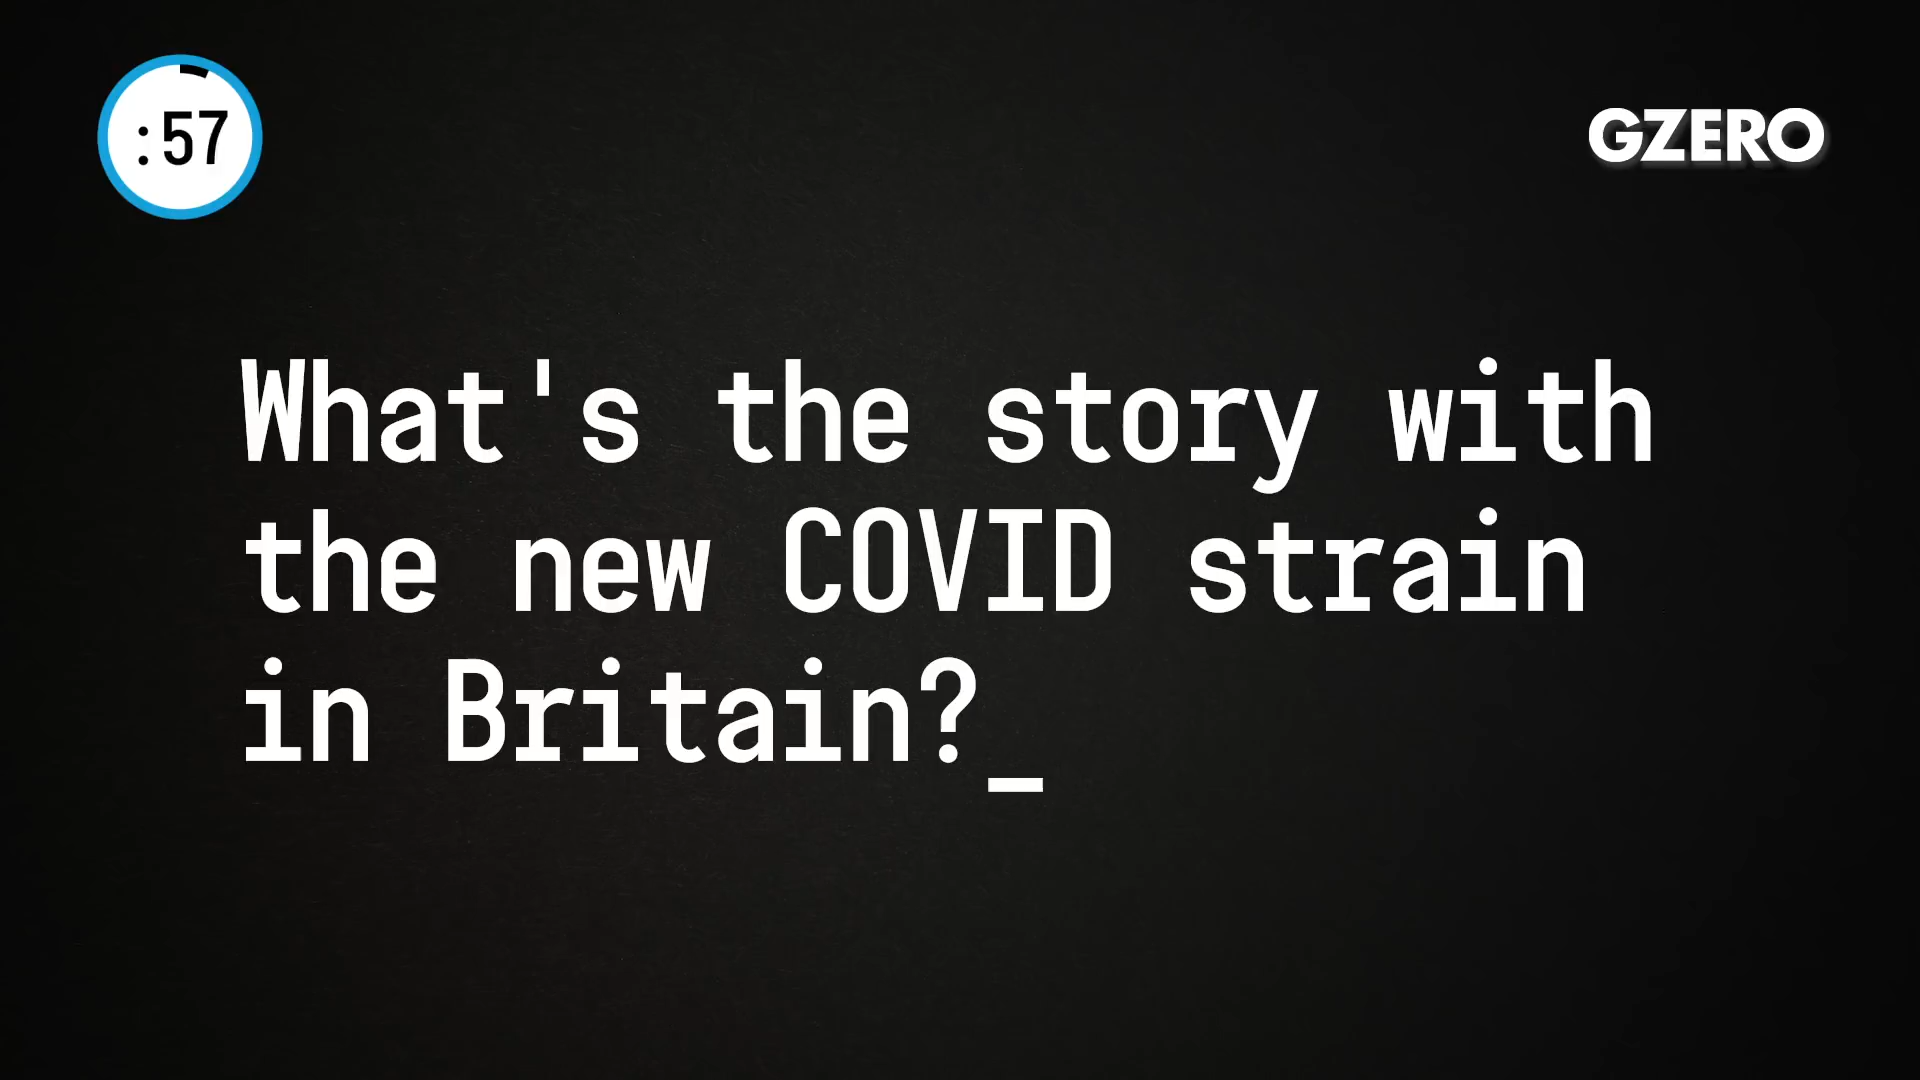 :57
GZERO
What's the story with
the new COVID strain
in Britain?_